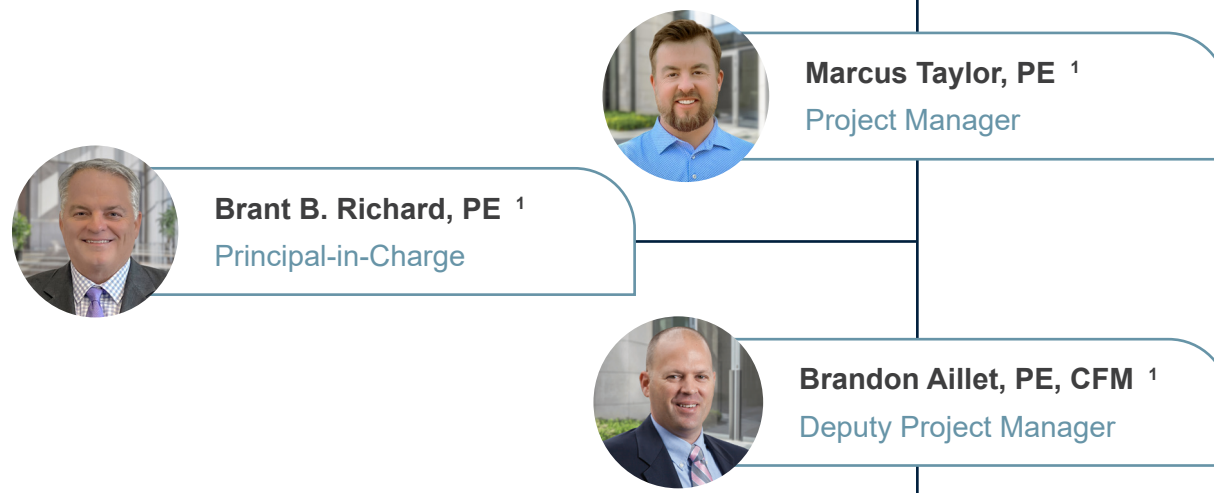 Marcus Taylor, PE 1
Project Manager
Brant B. Richard, PE 1
Principal-in-Charge
Brandon Aillet, PE, CFM 1
Deputy Project Manager